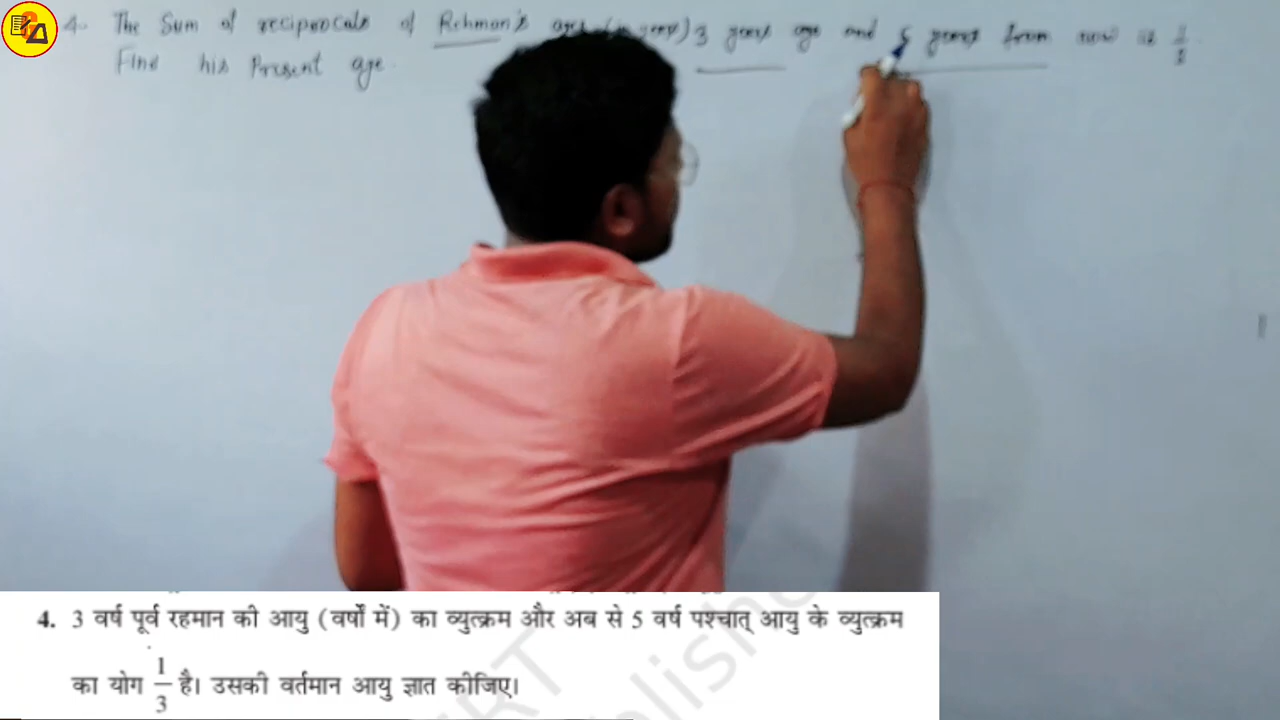 4. The Sum of reciprocals of Rehman's ages (in years) 3 years ago and 5 years from now is 1/3.
Find his Present age.
4. 3 वर्ष पूर्व रहमान की आयु (वर्षों में) का व्युत्क्रम और अब से 5 वर्ष पश्चात् आयु के व्युत्क्रम
का योग 1/3 है। उसकी वर्तमान आयु ज्ञात कीजिए।